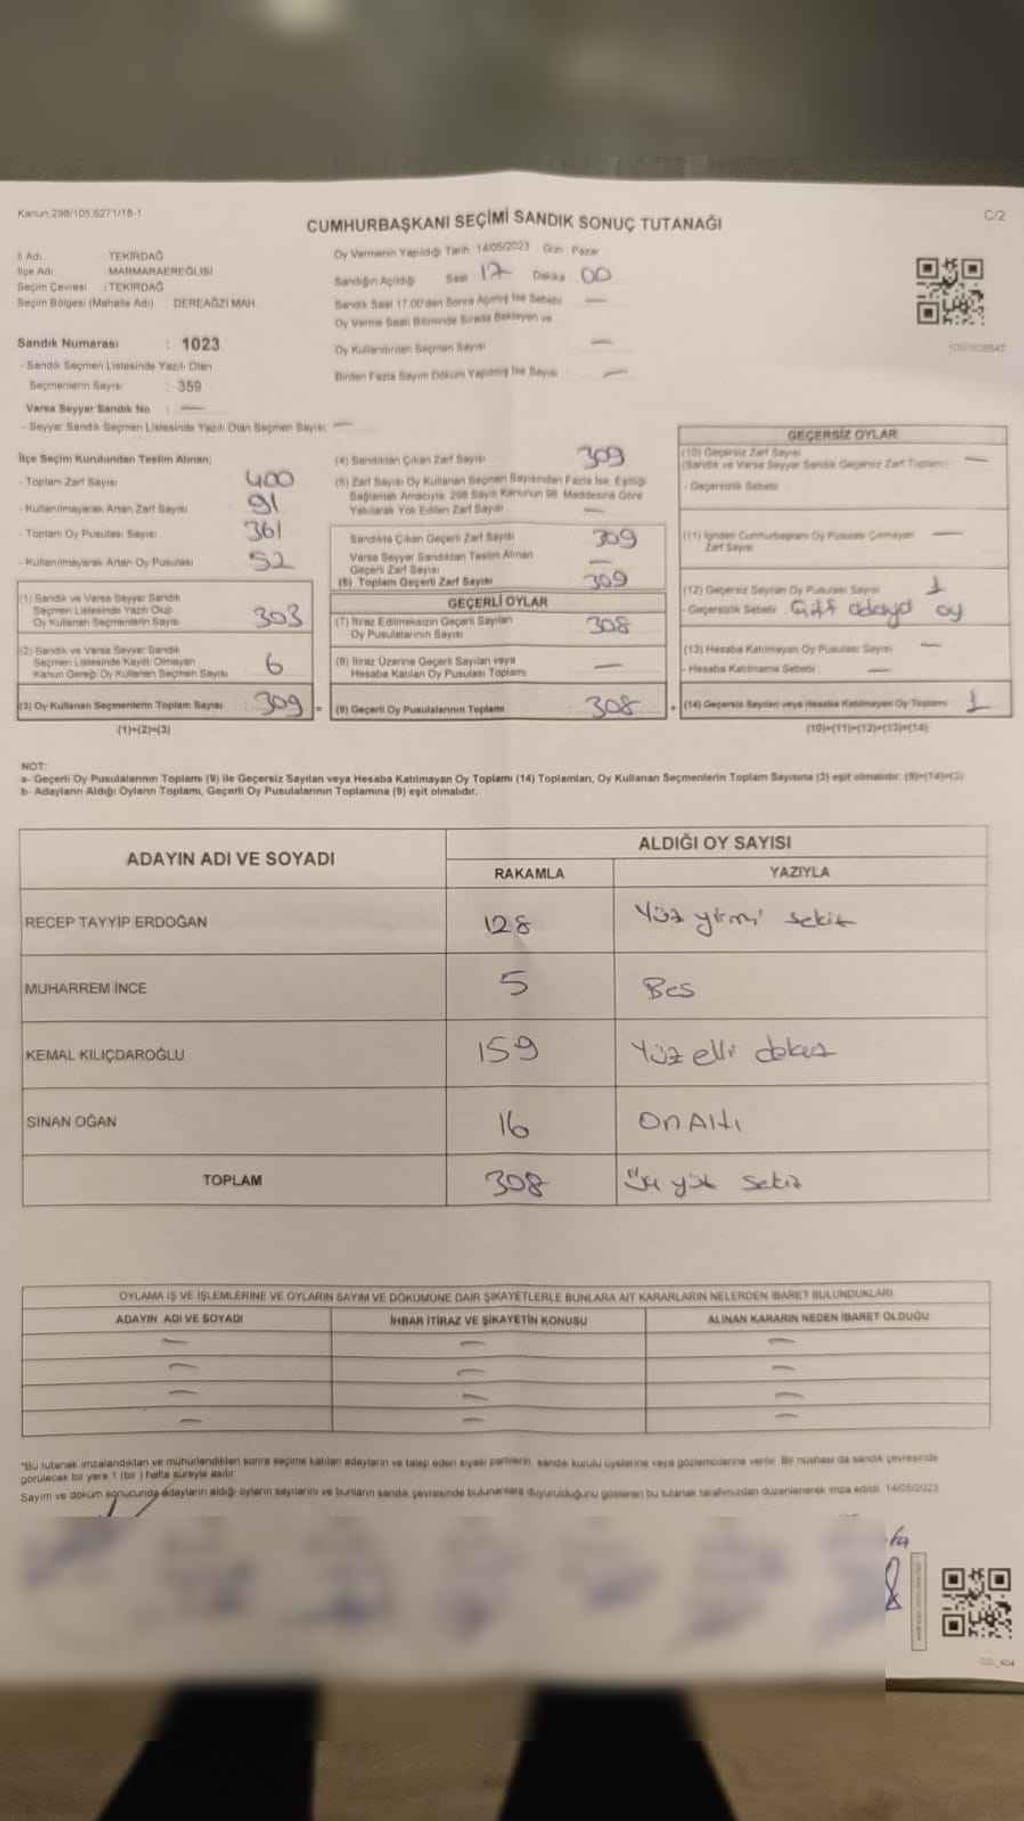 Kanun 298/105;6271/18-1
C/2
CUMHURBAŞKANI SEÇİMİ SANDIK SONUÇ TUTANAĞI
İl Adı : TEKİRDAĞ
İlçe Adı : MARMARAEREĞLİSİ
Seçim Çevresi : TEKİRDAĞ
Seçim Bölgesi (Mahalle Adı) DEREAĞZI MAH.
Sandık Numarası : 1023
- Sandık Seçmen Listesinde Yazılı Olan
Seçmenlerin Sayısı : 359
Varsa Seyyar Sandık No : —
- Seyyar Sandık Seçmen Listesinde Yazılı Olan Seçmen Sayısı: —
Oy Vermenin Yapıldığı Tarih 14/05/2023 Gün : Pazar
Sandığın Açıldığı Saat 17 Dakika 00
Sandık Saat 17.00'den Sonra Açılmış İse Sebebi —
Oy Verme Saati Bitiminde Sırada Bekleyen ve
Oy Kullandırılan Seçmen Sayısı —
Birden Fazla Sayım Döküm Yapılmış İse Sayısı —
İlçe Seçim Kurulundan Teslim Alınan;
- Toplam Zarf Sayısı 400
- Kullanılmayarak Artan Zarf Sayısı 91
- Toplam Oy Pusulası Sayısı 361
- Kullanılmayarak Artan Oy Pusulası 52
(1) Sandık ve Varsa Seyyar Sandık
Seçmen Listesinde Yazılı Olup
Oy Kullanan Seçmenlerin Sayısı 303
(2) Sandık ve Varsa Seyyar Sandık
Seçmen Listesinde Kayıtlı Olmayan
Kanun Gereği Oy Kullanan Seçmen Sayısı 6
(3) Oy Kullanan Seçmenlerin Toplam Sayısı 309 =
(1)+(2)=(3)
(4) Sandıktan Çıkan Zarf Sayısı 309
(5) Zarf Sayısı Oy Kullanan Seçmen Sayısından Fazla İse, Eşitliği
Sağlamak Amacıyla, 298 Sayılı Kanunun 98. Maddesine Göre
Yakılarak Yok Edilen Zarf Sayısı —
Sandıkta Çıkan Geçerli Zarf Sayısı 309
Varsa Seyyar Sandıktan Teslim Alınan
Geçerli Zarf Sayısı —
(6) Toplam Geçerli Zarf Sayısı 309
GEÇERLİ OYLAR
(7) İtiraz Edilmeksizin Geçerli Sayılan
Oy Pusulalarının Sayısı 308
(8) İtiraz Üzerine Geçerli Sayılan veya
Hesaba Katılan Oy Pusulası Toplamı —
(9) Geçerli Oy Pusulalarının Toplamı 308 +
GEÇERSİZ OYLAR
(10) Geçersiz Zarf Sayısı
(Sandık ve Varsa Seyyar Sandık Geçersiz Zarf Toplamı) —
- Geçersizlik Sebebi
(11) İçinden Cumhurbaşkanı Oy Pusulası Çıkmayan
Zarf Sayısı —
(12) Geçersiz Sayılan Oy Pusulası Sayısı 1
- Geçersizlik Sebebi Çift adayd oy
(13) Hesaba Katılmayan Oy Pusulası Sayısı —
- Hesaba Katılmama Sebebi —
(14) Geçersiz Sayılan veya Hesaba Katılmayan Oy Toplamı 1
(10)+(11)+(12)+(13)=(14)
NOT:
a- Geçerli Oy Pusulalarının Toplamı (9) ile Geçersiz Sayılan veya Hesaba Katılmayan Oy Toplamı (14) Toplamları, Oy Kullanan Seçmenlerin Toplam Sayısına (3) eşit olmalıdır. (9)+(14)=(3)
b- Adayların Aldığı Oyların Toplamı, Geçerli Oy Pusulalarının Toplamına (9) eşit olmalıdır.
ADAYIN ADI VE SOYADI
ALDIĞI OY SAYISI
RAKAMLA YAZIYLA
RECEP TAYYİP ERDOĞAN 128 Yüz yirmi sekiz
MUHARREM İNCE 5 Bes
KEMAL KILIÇDAROĞLU 159 Yüz elli dokuz
SİNAN OĞAN 16 On Altı
TOPLAM 308 Üç yüz sekiz
OYLAMA İŞ VE İŞLEMLERİNE VE OYLARIN SAYIM VE DÖKÜMÜNE DAİR ŞİKAYETLERLE BUNLARA AİT KARARLARIN NELERDEN İBARET BULUNDUKLARI
ADAYIN ADI VE SOYADI İHBAR İTİRAZ VE ŞİKAYETİN KONUSU ALINAN KARARIN NEDEN İBARET OLDUĞU
— — —
— — —
— — —
— — —
"Bu tutanak imzalandıktan ve mühürlendikten sonra seçime katılan adayların ve talep eden siyasi partilerin, sandık kurulu üyelerine veya gözlemcilerine verilir. Bir nüshası da sandık çevresinde
görülecek bir yere 1 (bir ) hafta süreyle asılır.
Sayım ve döküm sonucunda adayların aldığı oyların sayılarını ve bunların sandık çevresinde bulunanlara duyurulduğunu gösteren bu tutanak tarafımızdan düzenlenerek imza edildi. 14/05/2023